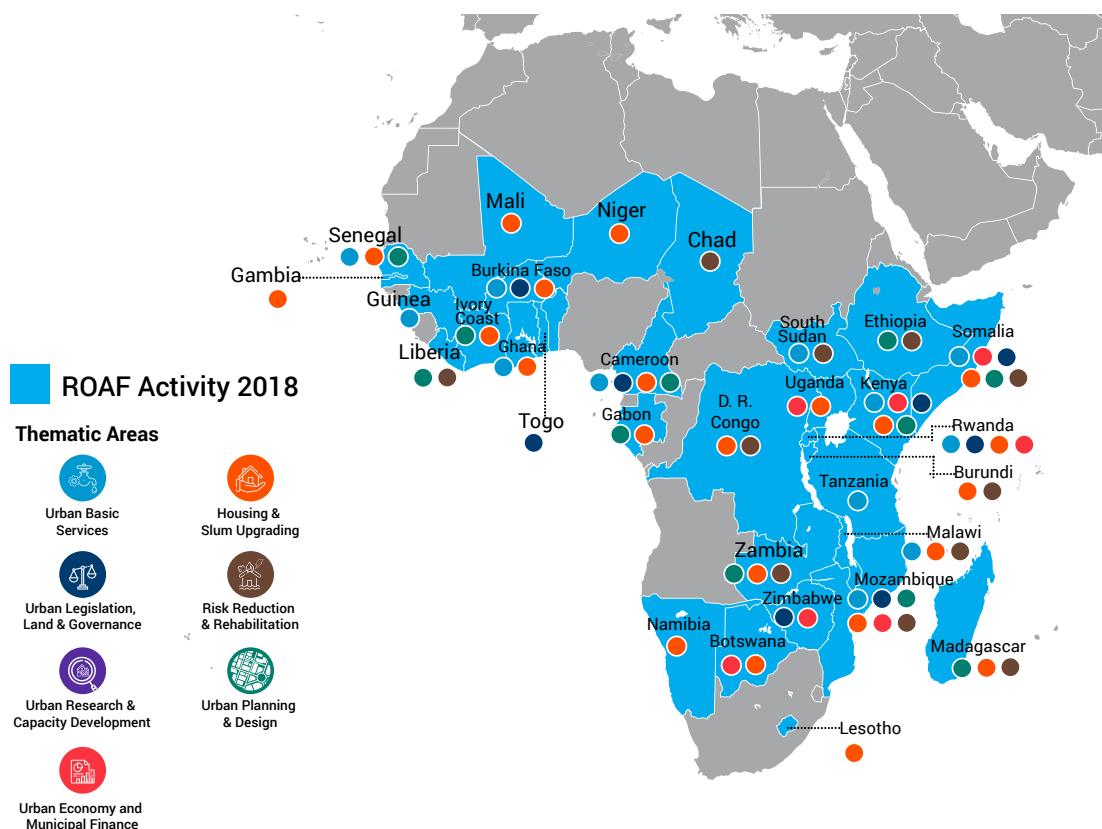 Mali
Niger
Chad
Senegal
Gambia
Burkina Faso
Guinea
Ivory
Coast
Ghana
Liberia
Togo
Cameroon
Gabon
D. R.
Congo
South
Sudan
Ethiopia
Somalia
Uganda
Kenya
Rwanda
Burundi
Tanzania
Malawi
Zambia
Mozambique
Zimbabwe
Namibia
Botswana
Madagascar
Lesotho
ROAF Activity 2018
Thematic Areas
Urban Basic
Services
Housing &
Slum Upgrading
Urban Legislation,
Land & Governance
Risk Reduction
& Rehabilitation
Urban Research &
Capacity Development
Urban Planning
& Design
Urban Economy and
Municipal Finance